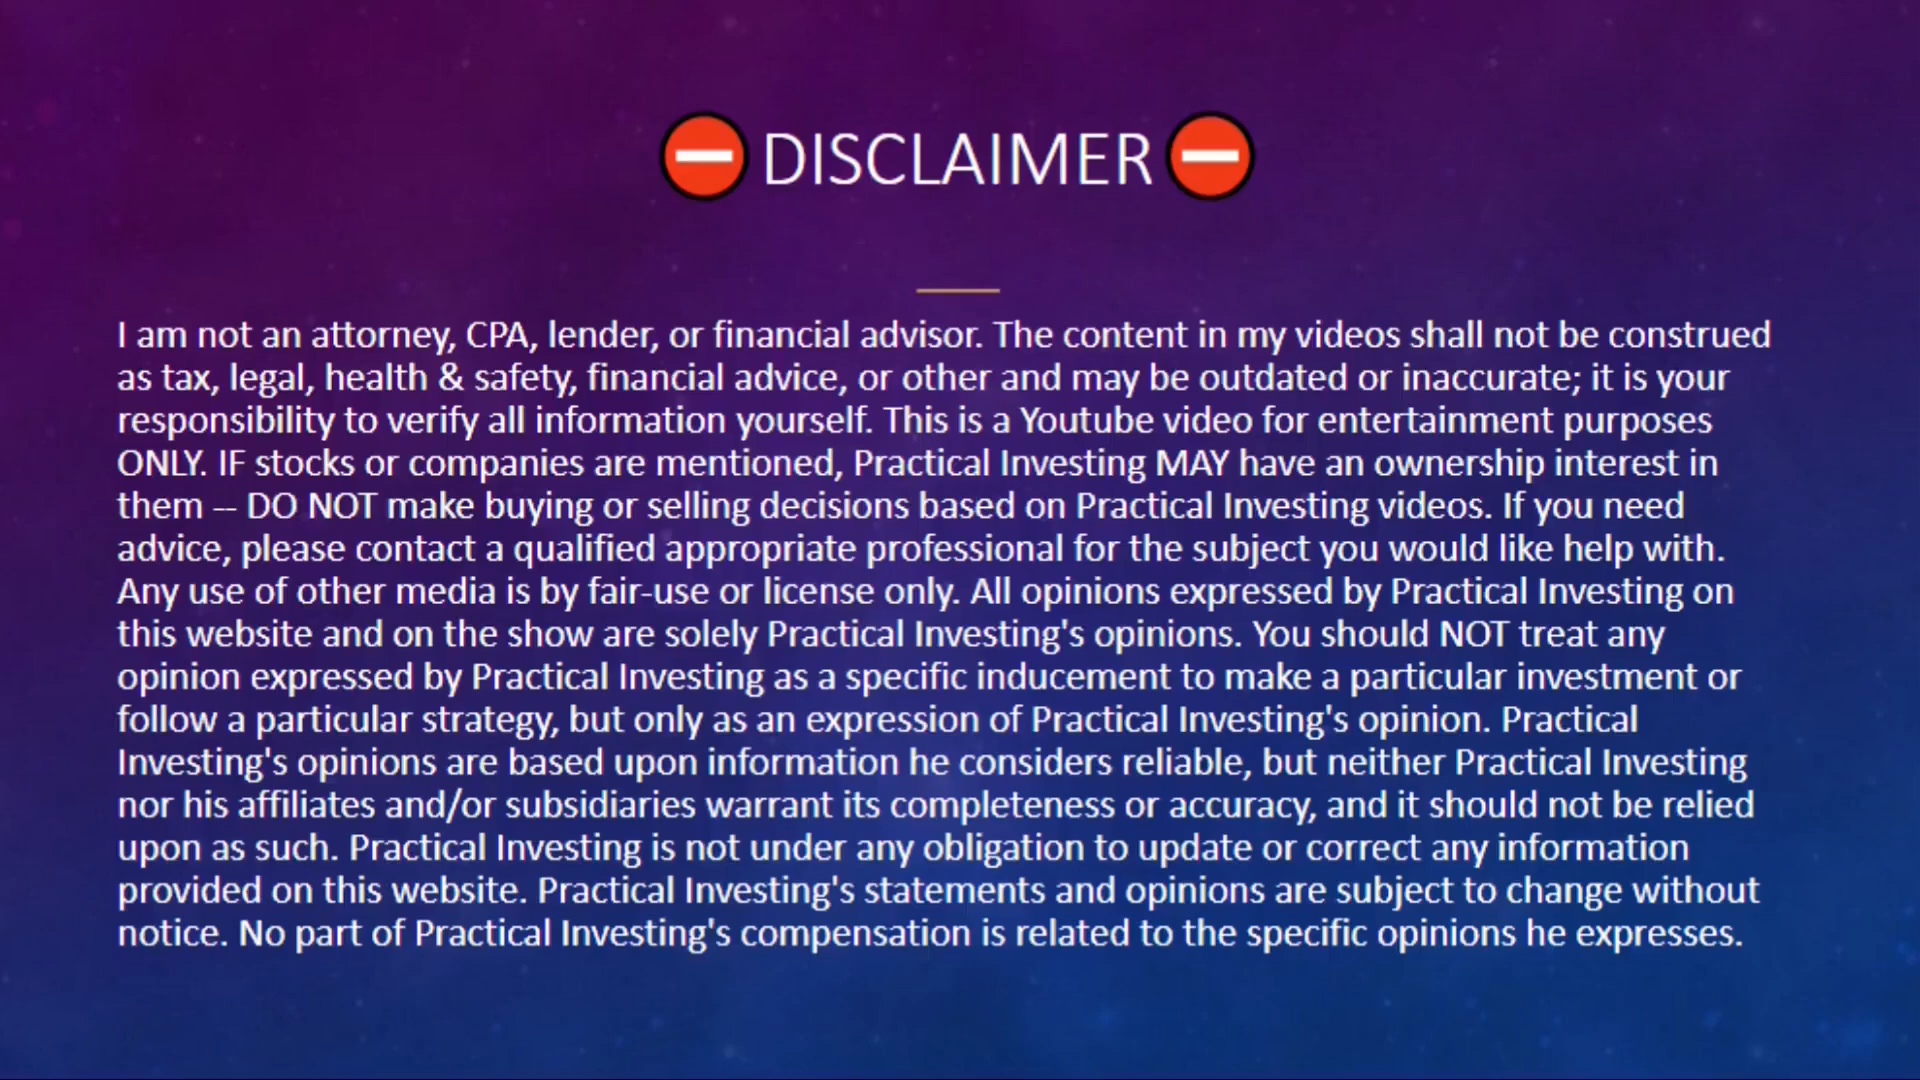 ⛔ DISCLAIMER ⛔
I am not an attorney, CPA, lender, or financial advisor. The content in my videos shall not be construed
as tax, legal, health & safety, financial advice, or other and may be outdated or inaccurate; it is your
responsibility to verify all information yourself. This is a Youtube video for entertainment purposes
ONLY. IF stocks or companies are mentioned, Practical Investing MAY have an ownership interest in
them -- DO NOT make buying or selling decisions based on Practical Investing videos. If you need
advice, please contact a qualified appropriate professional for the subject you would like help with.
Any use of other media is by fair-use or license only. All opinions expressed by Practical Investing on
this website and on the show are solely Practical Investing's opinions. You should NOT treat any
opinion expressed by Practical Investing as a specific inducement to make a particular investment or
follow a particular strategy, but only as an expression of Practical Investing's opinion. Practical
Investing's opinions are based upon information he considers reliable, but neither Practical Investing
nor his affiliates and/or subsidiaries warrant its completeness or accuracy, and it should not be relied
upon as such. Practical Investing is not under any obligation to update or correct any information
provided on this website. Practical Investing's statements and opinions are subject to change without
notice. No part of Practical Investing's compensation is related to the specific opinions he expresses.